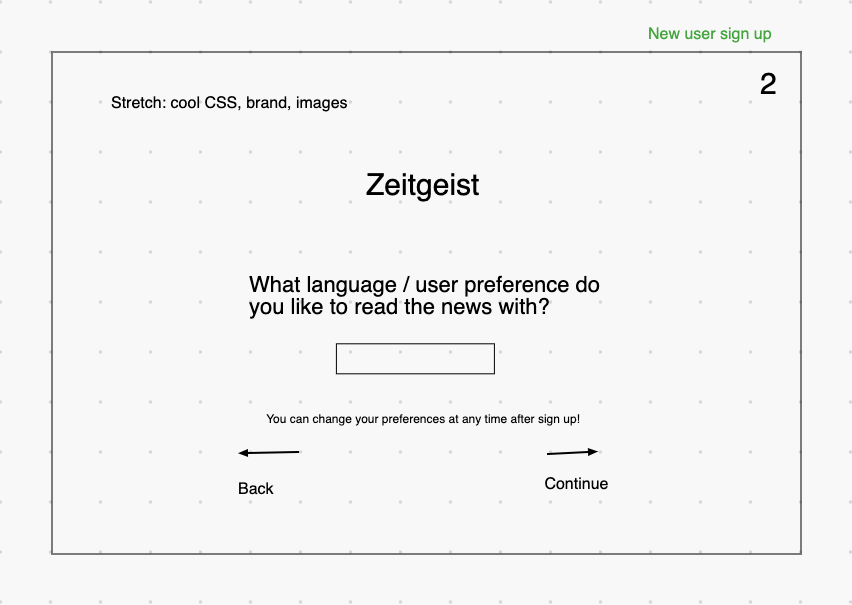 New user sign up
2
Stretch: cool CSS, brand, images
Zeitgeist
What language / user preference do
you like to read the news with?
You can change your preferences at any time after sign up!
Back
Continue